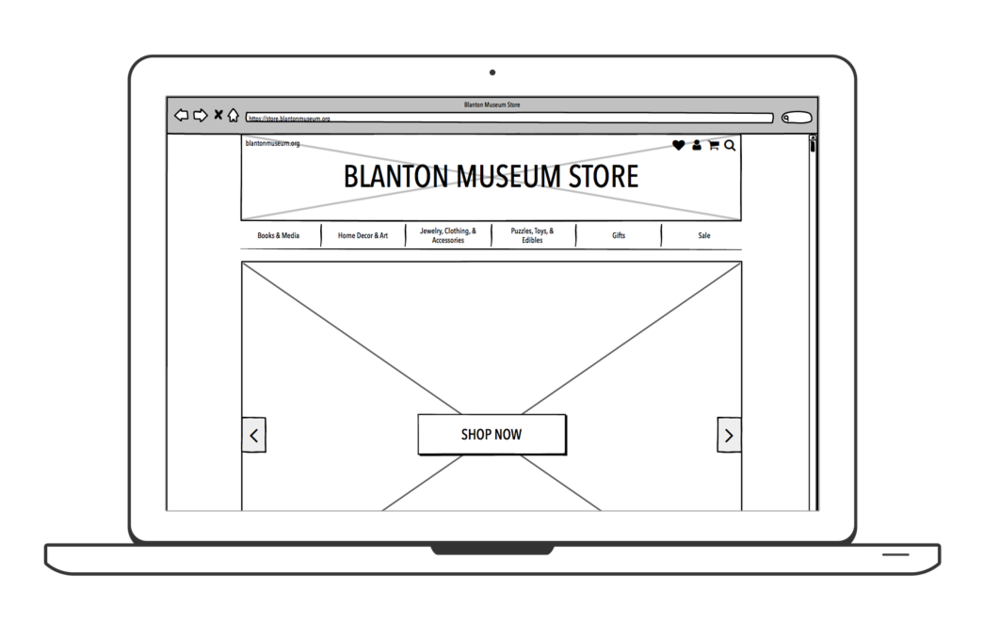 Blanton Museum Store
https://store.blantonmuseum.org
blantonmuseum.org
BLANTON MUSEUM STORE
Books & Media
Home Decor & Art
Jewelry, Clothing, &
Accessories
Puzzles, Toys, &
Edibles
Gifts
Sale
SHOP NOW